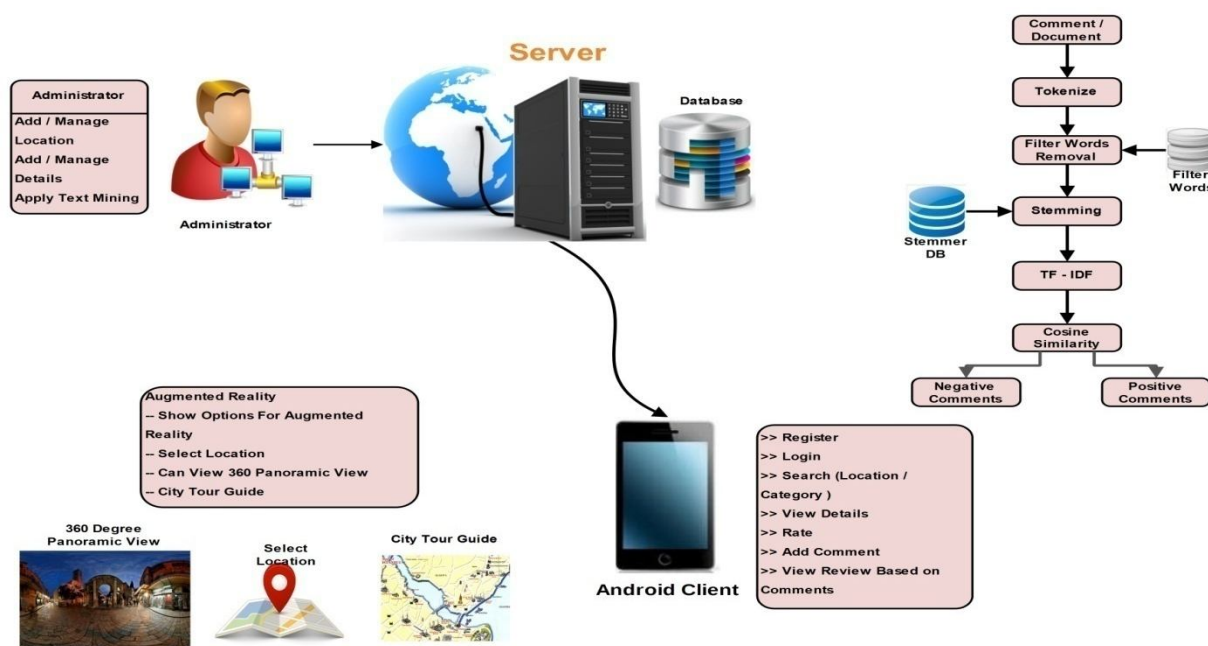 Server
Administrator
Add / Manage
Location
Add / Manage
Details
Apply Text Mining
Administrator
Database
Comment /
Document
Tokenize
Filter Words
Removal
Filter
Words
Stemming
Stemmer
DB
TF - IDF
Cosine
Similarity
Negative
Comments
Positive
Comments
Augmented Reality
-- Show Options For Augmented
Reality
-- Select Location
-- Can View 360 Panoramic View
-- City Tour Guide
360 Degree
Panoramic View
Select
Location
City Tour Guide
Android Client
>> Register
>> Login
>> Search (Location /
Category )
>> View Details
>> Rate
>> Add Comment
>> View Review Based on
Comments